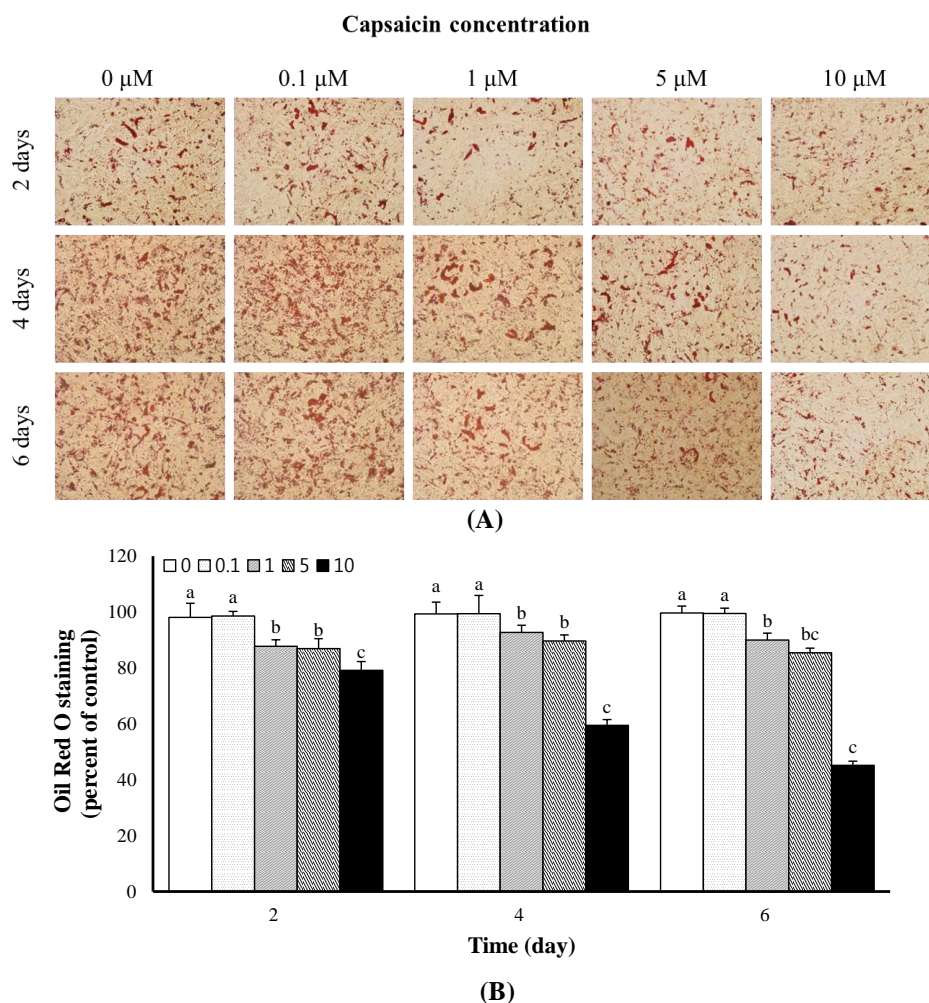 Capsaicin concentration
0 μM 0.1 μM 1 μM 5 μM 10 μM
2 days
4 days
6 days
(A)
120
100
80
60
40
20
0
Oil Red O staining
(percent of control)
0 0.1 1 5 10
a a b b c
a a b b c
a a b bc c
2 4 6
Time (day)
(B)